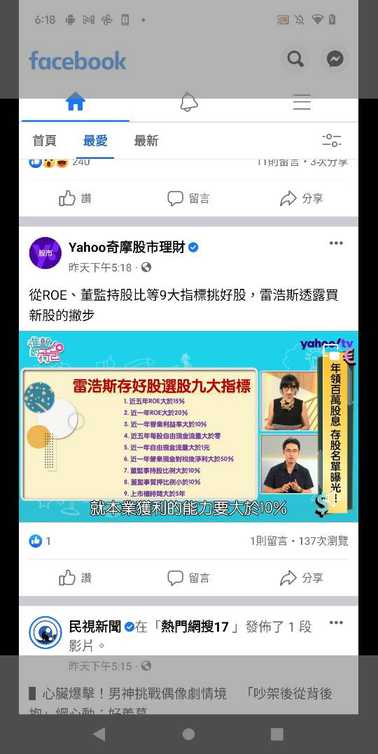 6:18
facebook
首頁
最愛
最新
240
11則留言・3次分享
讚
留言
分享
股市
Yahoo奇摩股市理財
昨天下午5:18
從ROE、董監持股比等9大指標挑好股，雷浩斯透露買
新股的撇步
yahoo!tv
雷浩斯存好股選股九大指標
1. 近五年ROE大於15%
2. 近一年ROE大於20%
3. 近一年營業利益率大於10%
4. 近五年每股自由現金流量大於零
5. 近一年自由現金流量大於1元
6. 近一年營業現金對稅後淨利大於50%
7. 董監事持股比例大於10%
8. 董監事質押比例小於10%
9. 上市櫃時間大於5年
年領百萬股息 存股名單曝光！
就本業獲利的能力要大於10%
1
1則留言・137次瀏覽
讚
留言
分享
民視新聞在「熱門網搜17」發佈了 1 段
影片。
昨天下午5:15
心臟爆擊！男神挑戰偶像劇情境 「吵架後從背後